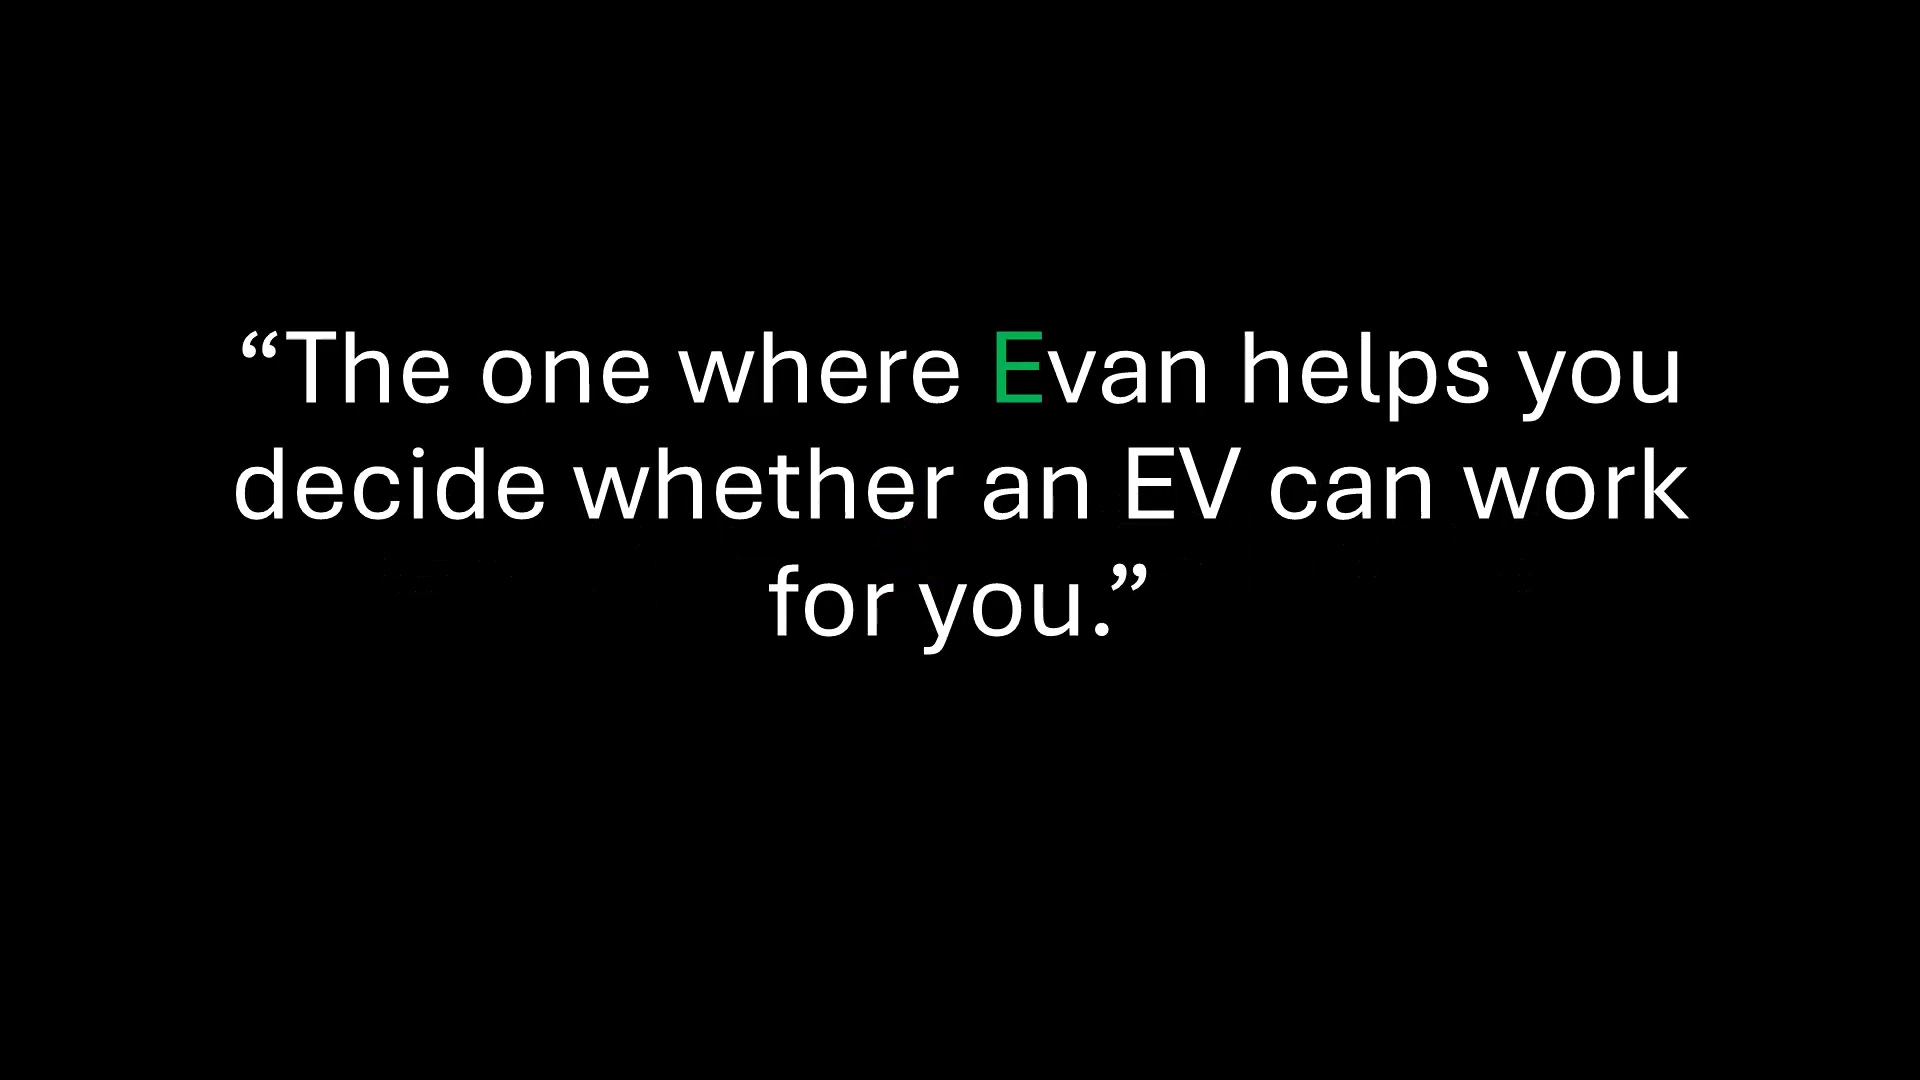 “The one where Evan helps you
decide whether an EV can work
for you.”